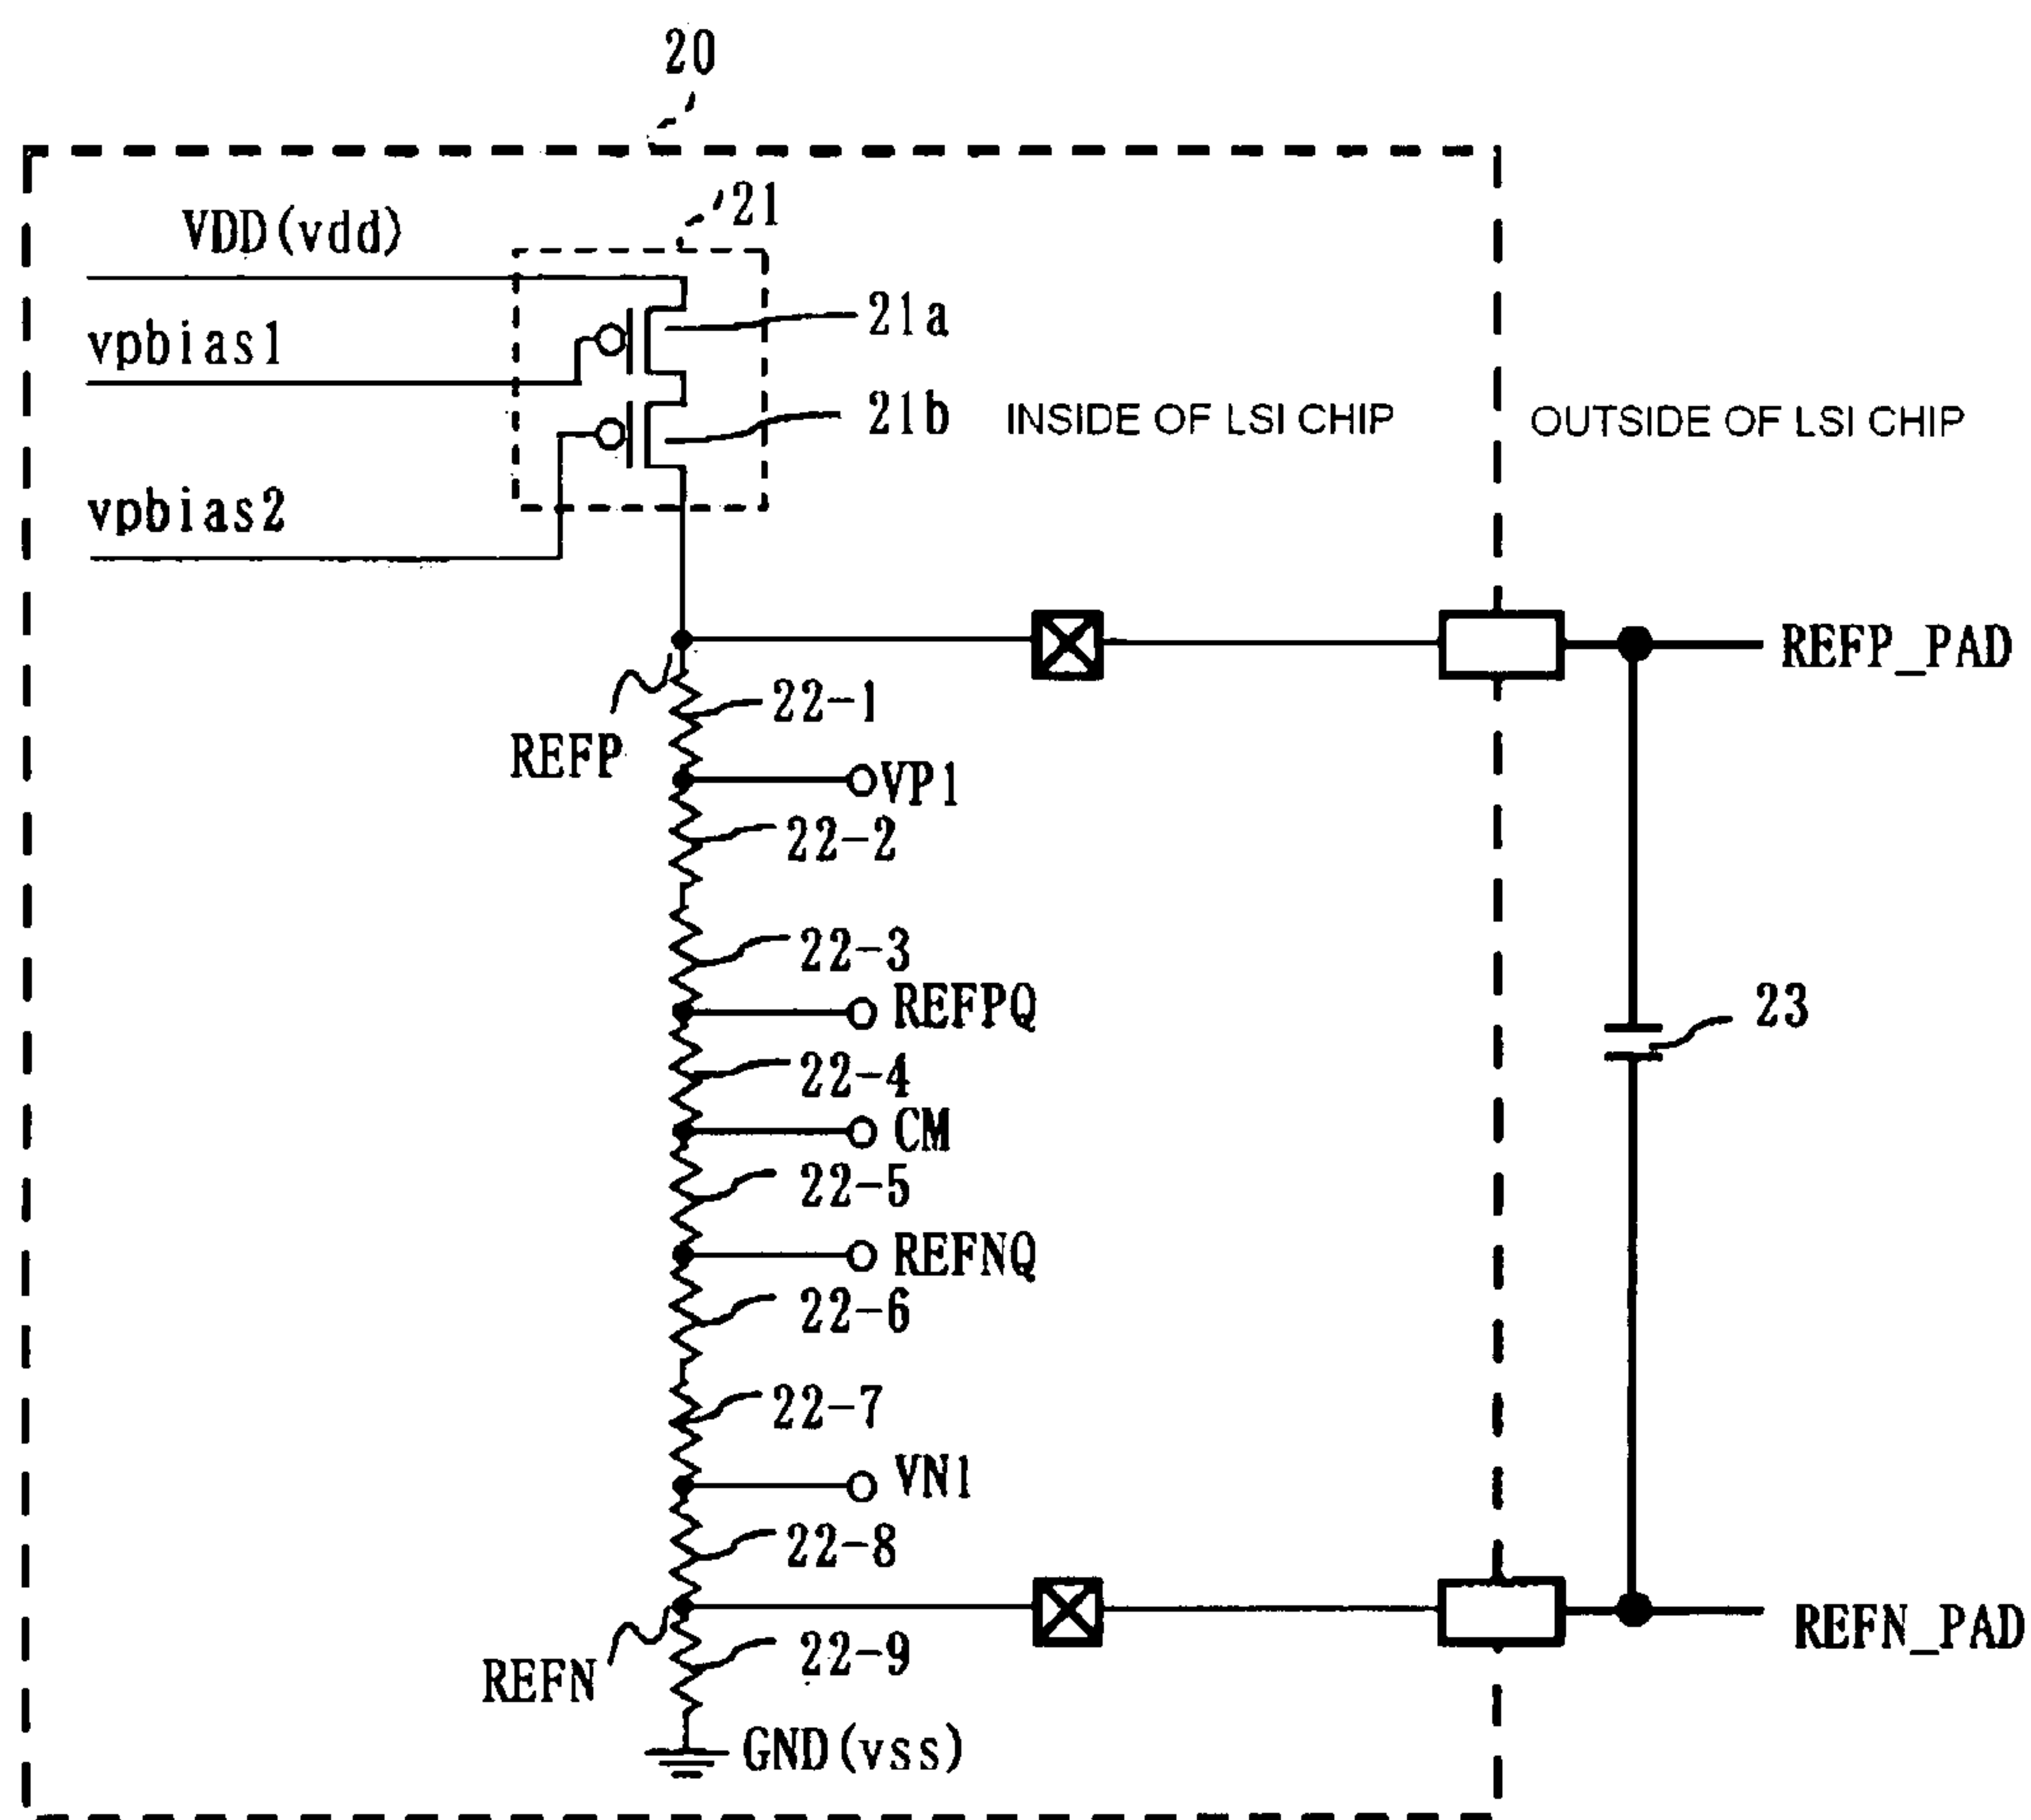 20
21
VDD(vdd)
vpbias1
21a
21b
INSIDE OF LSI CHIP
OUTSIDE OF LSI CHIP
vpbias2
REFP_PAD
22-1
REFP
VP1
22-2
22-3
REFPQ
23
22-4
CM
22-5
REFNQ
22-6
22-7
VN1
22-8
REFN_PAD
22-9
REFN
GND(vss)